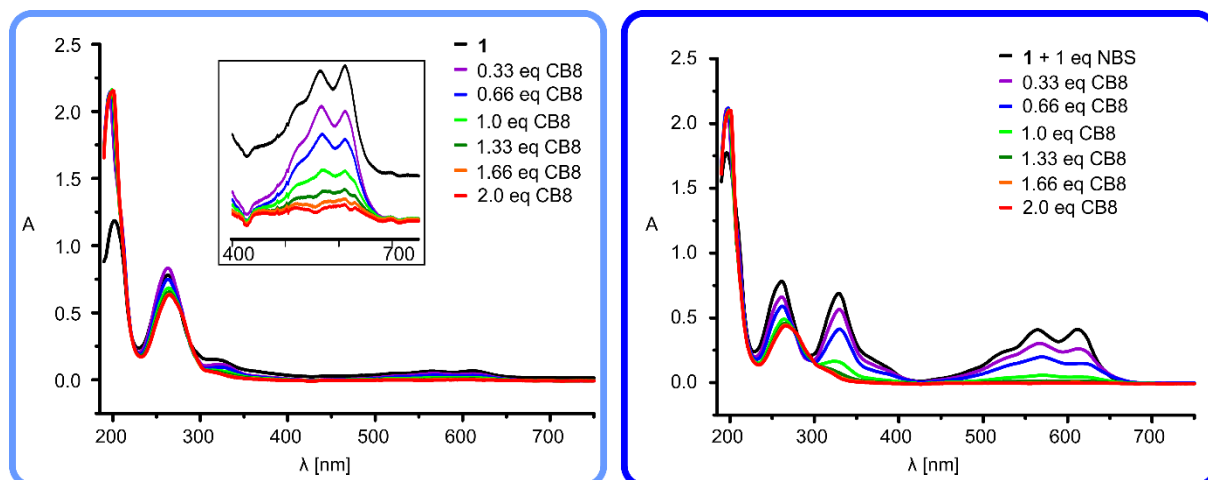 2.5
2.0
1.5
A
1.0
0.5
0.0
200 300 400 500 600 700
λ [nm]
1
0.33 eq CB8
0.66 eq CB8
1.0 eq CB8
1.33 eq CB8
1.66 eq CB8
2.0 eq CB8
400 700
2.5
2.0
1.5
A
1.0
0.5
0.0
200 300 400 500 600 700
λ [nm]
1 + 1 eq NBS
0.33 eq CB8
0.66 eq CB8
1.0 eq CB8
1.33 eq CB8
1.66 eq CB8
2.0 eq CB8